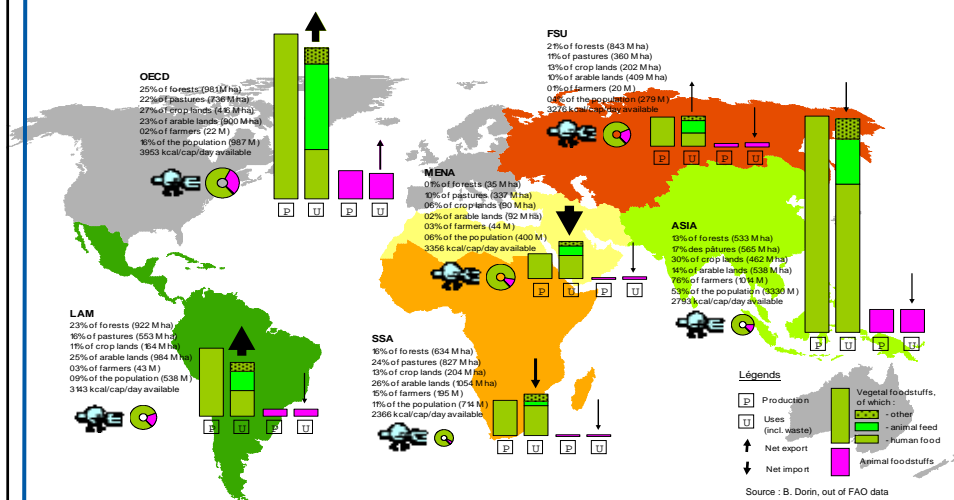 FSU
21% of forests (843 M ha)
11% of pastures (360 M ha)
13% of crop lands (202 M ha)
10% of arable lands (409 M ha)
01% of farmers (20 M)
04% of the population (279 M)
3276 kcal/cap/day available
P
U
P
U
OECD
25% of forests (981 M ha)
22% of pastures (736 M ha)
27% of crop lands (416 M ha)
23% of arable lands (900 M ha)
02% of farmers (22 M)
16% of the population (987 M)
3953 kcal/cap/day available
P
U
P
U
MENA
01% of forests (35 M ha)
10% of pastures (337 M ha)
06% of crop lands (90 M ha)
02% of arable lands (92 M ha)
03% of farmers (44 M)
06% of the population (400 M)
3356 kcal/cap/day available
P
U
P
U
ASIA
13% of forests (533 M ha)
17% des pâtures (565 M ha)
30% of crop lands (462 M ha)
14% of arable lands (538 M ha)
76% of farmers (1014 M)
53% of the population (3330 M)
2793 kcal/cap/day available
P
U
P
U
LAM
23% of forests (922 M ha)
16% of pastures (553 M ha)
11% of crop lands (164 M ha)
25% of arable lands (984 M ha)
03% of farmers (43 M)
09% of the population (538 M)
3143 kcal/cap/day available
P
U
P
U
SSA
16% of forests (634 M ha)
24% of pastures (827 M ha)
13% of crop lands (204 M ha)
26% of arable lands (1054 M ha)
15% of farmers (195 M)
11% of the population (714 M)
2366 kcal/cap/day available
P
U
P
U
Légends
P Production
U Uses
(incl. waste)
Net export
Net import
Vegetal foodstuffs,
of which :
- other
- animal feed
- human food
Animal foodstuffs
Source : B. Dorin, out of FAO data